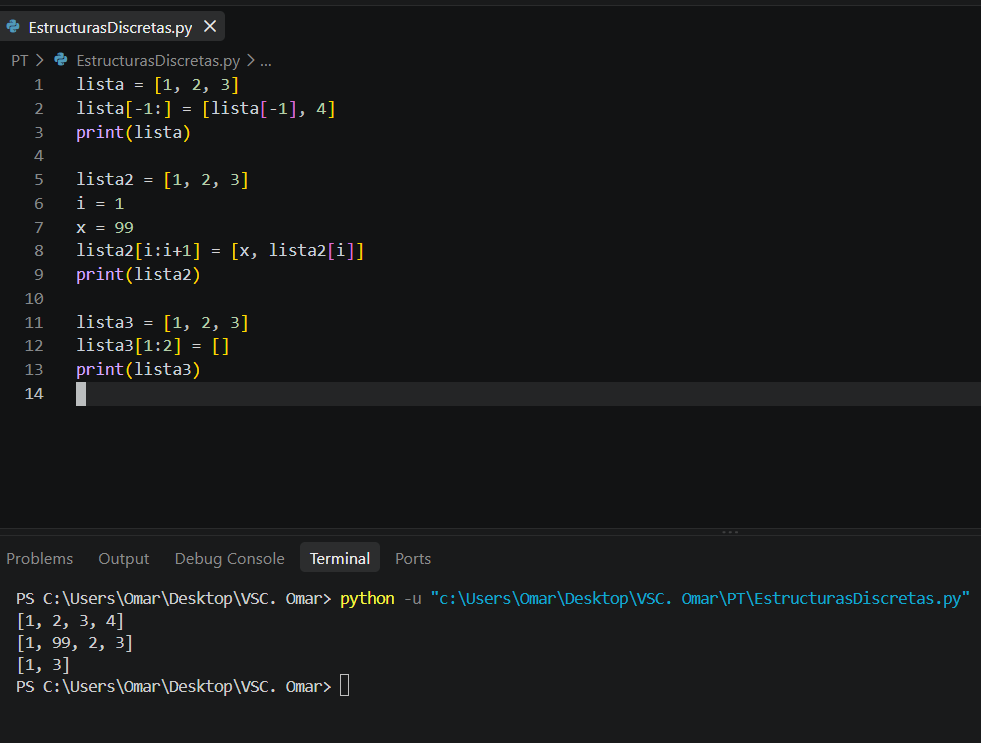 EstructurasDiscretas.py ×
PT > EstructurasDiscretas.py > ...
1 lista = [1, 2, 3]
2 lista[-1:] = [lista[-1], 4]
3 print(lista)
4
5 lista2 = [1, 2, 3]
6 i = 1
7 x = 99
8 lista2[i:i+1] = [x, lista2[i]]
9 print(lista2)
10
11 lista3 = [1, 2, 3]
12 lista3[1:2] = []
13 print(lista3)
14
Problems Output Debug Console Terminal Ports
PS C:\Users\Omar\Desktop\VSC. Omar> python -u "c:\Users\Omar\Desktop\VSC. Omar\PT\EstructurasDiscretas.py"
[1, 2, 3, 4]
[1, 99, 2, 3]
[1, 3]
PS C:\Users\Omar\Desktop\VSC. Omar>